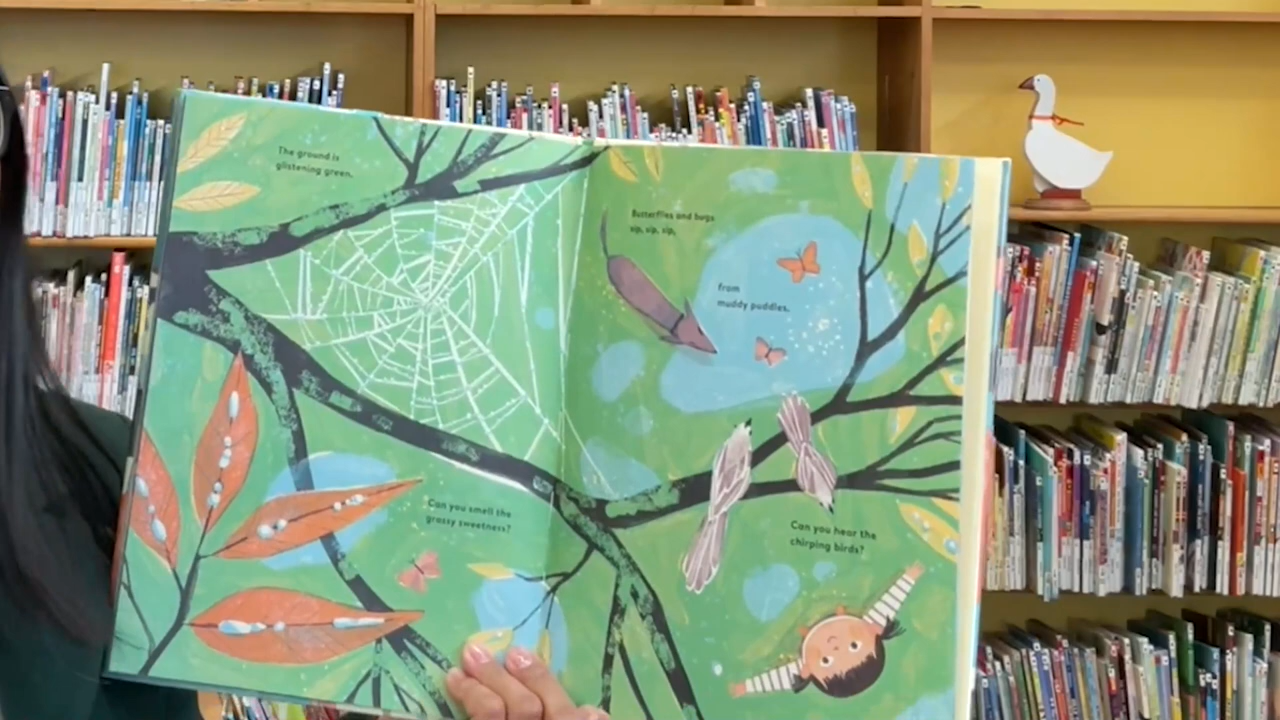 The ground is
glistening green.
Butterflies and bugs
sip, sip, sip,
from
muddy puddles.
Can you smell the
grassy sweetness?
Can you hear the
chirping birds?